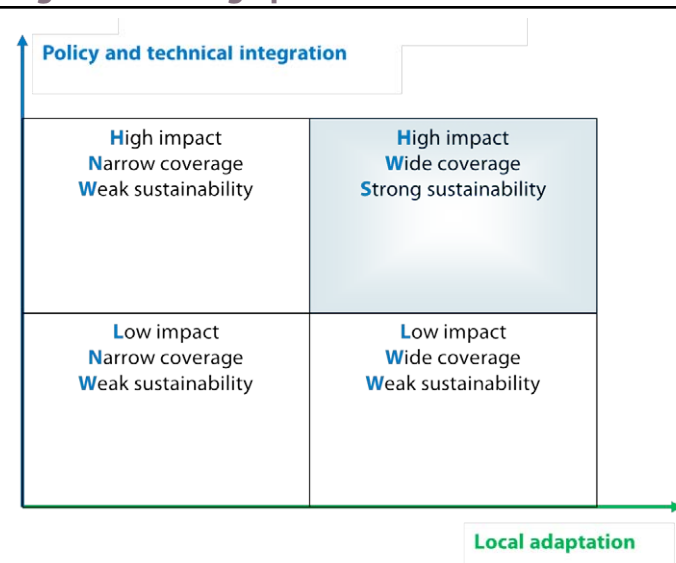 Policy and technical integration
High impact
Narrow coverage
Weak sustainability
High impact
Wide coverage
Strong sustainability
Low impact
Narrow coverage
Weak sustainability
Low impact
Wide coverage
Weak sustainability
Local adaptation